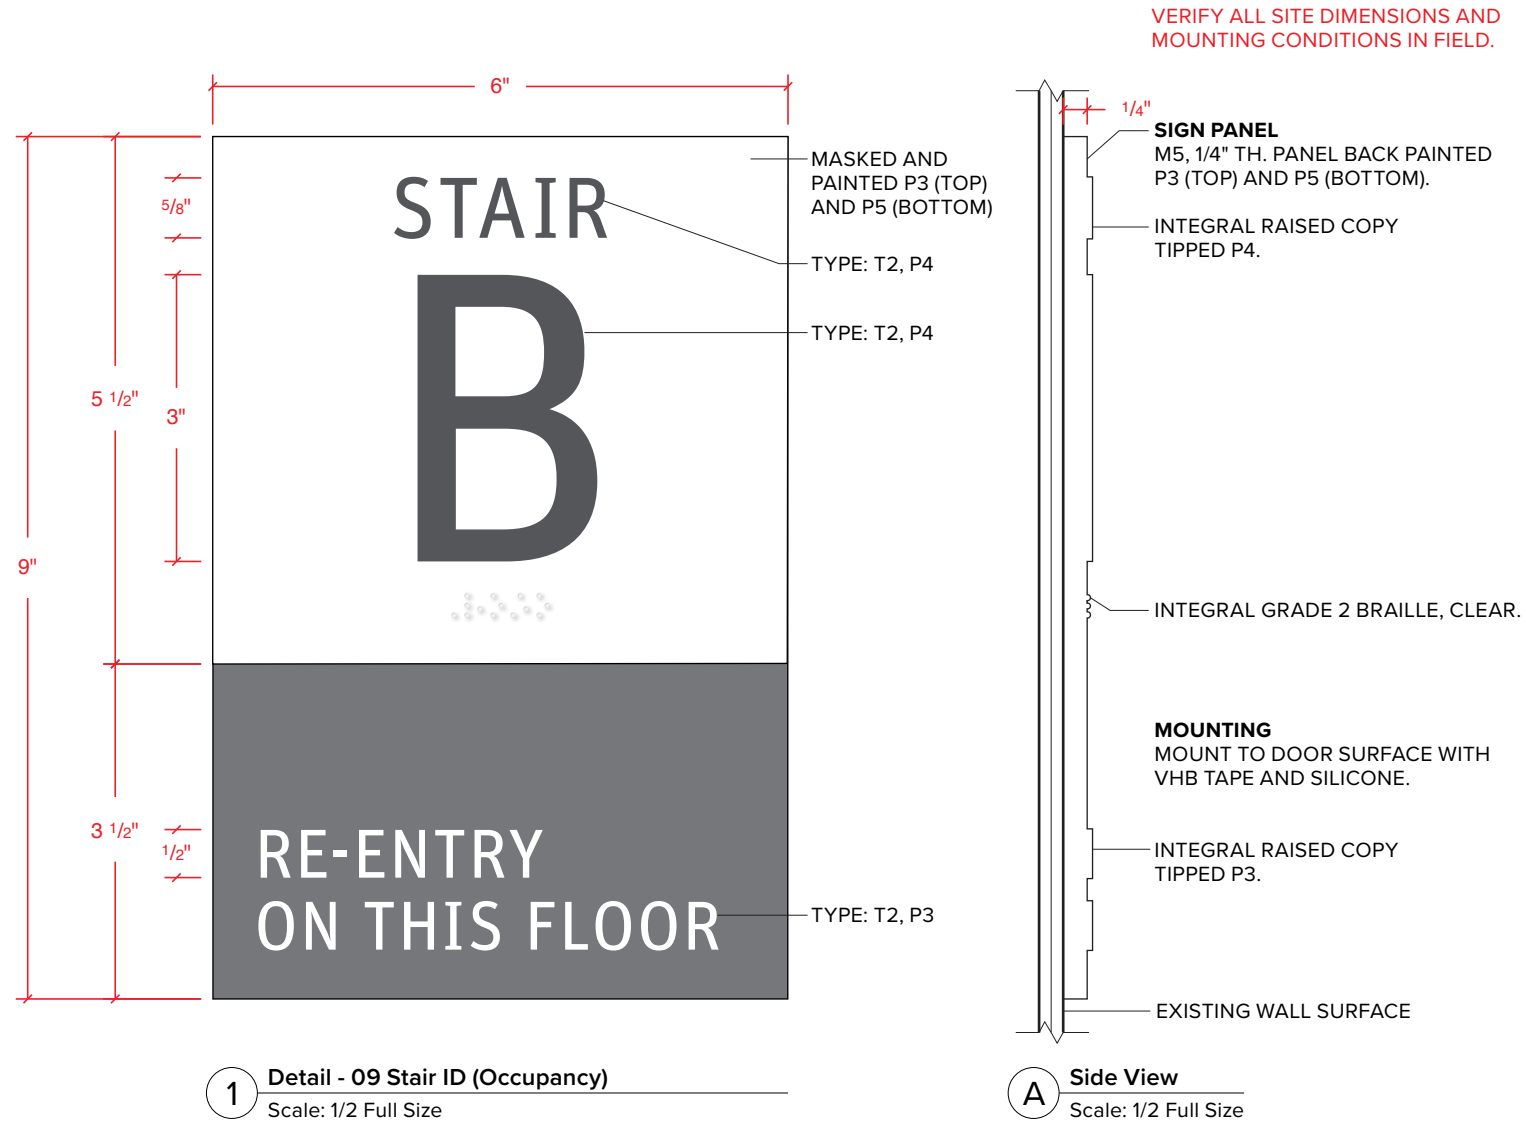 VERIFY ALL SITE DIMENSIONS AND
MOUNTING CONDITIONS IN FIELD.
6"
9"
5 1/2"
5/8"
3"
3 1/2"
1/2"
STAIR
B
RE-ENTRY
ON THIS FLOOR
MASKED AND
PAINTED P3 (TOP)
AND P5 (BOTTOM)
TYPE: T2, P4
TYPE: T2, P4
TYPE: T2, P3
1
Detail - 09 Stair ID (Occupancy)
Scale: 1/2 Full Size
1/4"
SIGN PANEL
M5, 1/4" TH. PANEL BACK PAINTED
P3 (TOP) AND P5 (BOTTOM).
INTEGRAL RAISED COPY
TIPPED P4.
INTEGRAL GRADE 2 BRAILLE, CLEAR.
MOUNTING
MOUNT TO DOOR SURFACE WITH
VHB TAPE AND SILICONE.
INTEGRAL RAISED COPY
TIPPED P3.
EXISTING WALL SURFACE
A
Side View
Scale: 1/2 Full Size